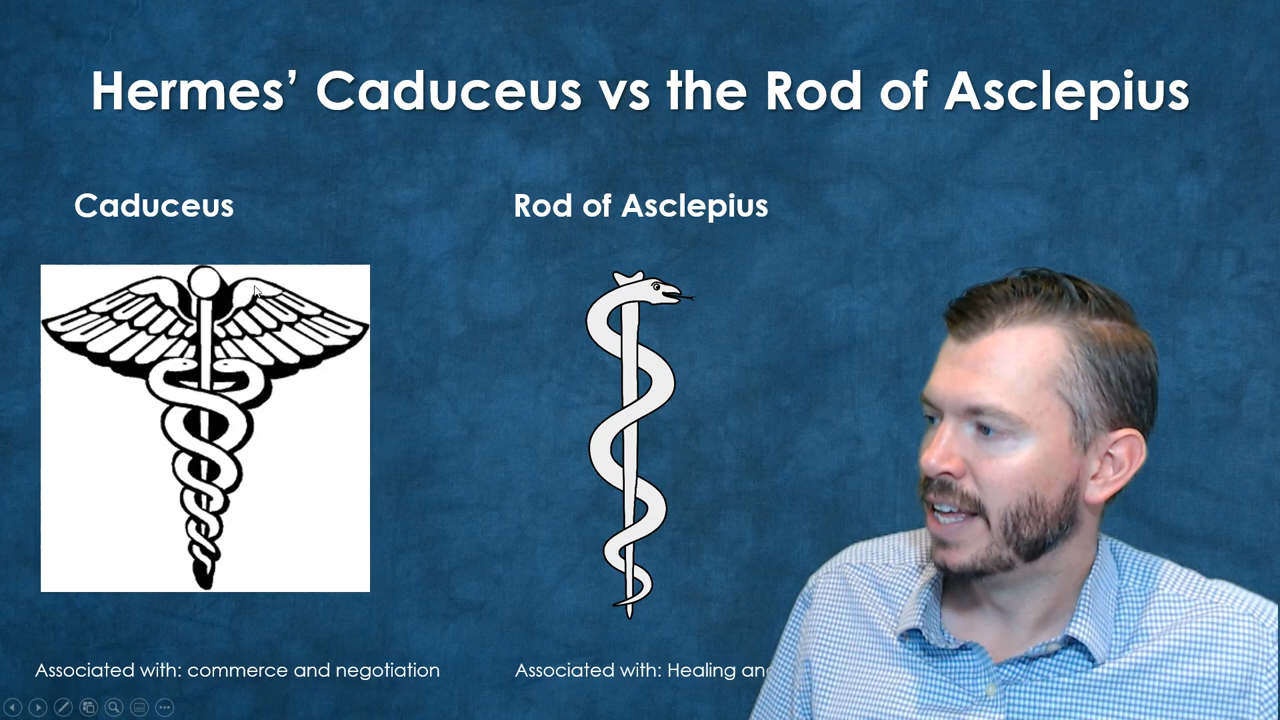 Hermes’ Caduceus vs the Rod of Asclepius
Caduceus
Rod of Asclepius
Associated with: commerce and negotiation
Associated with: Healing